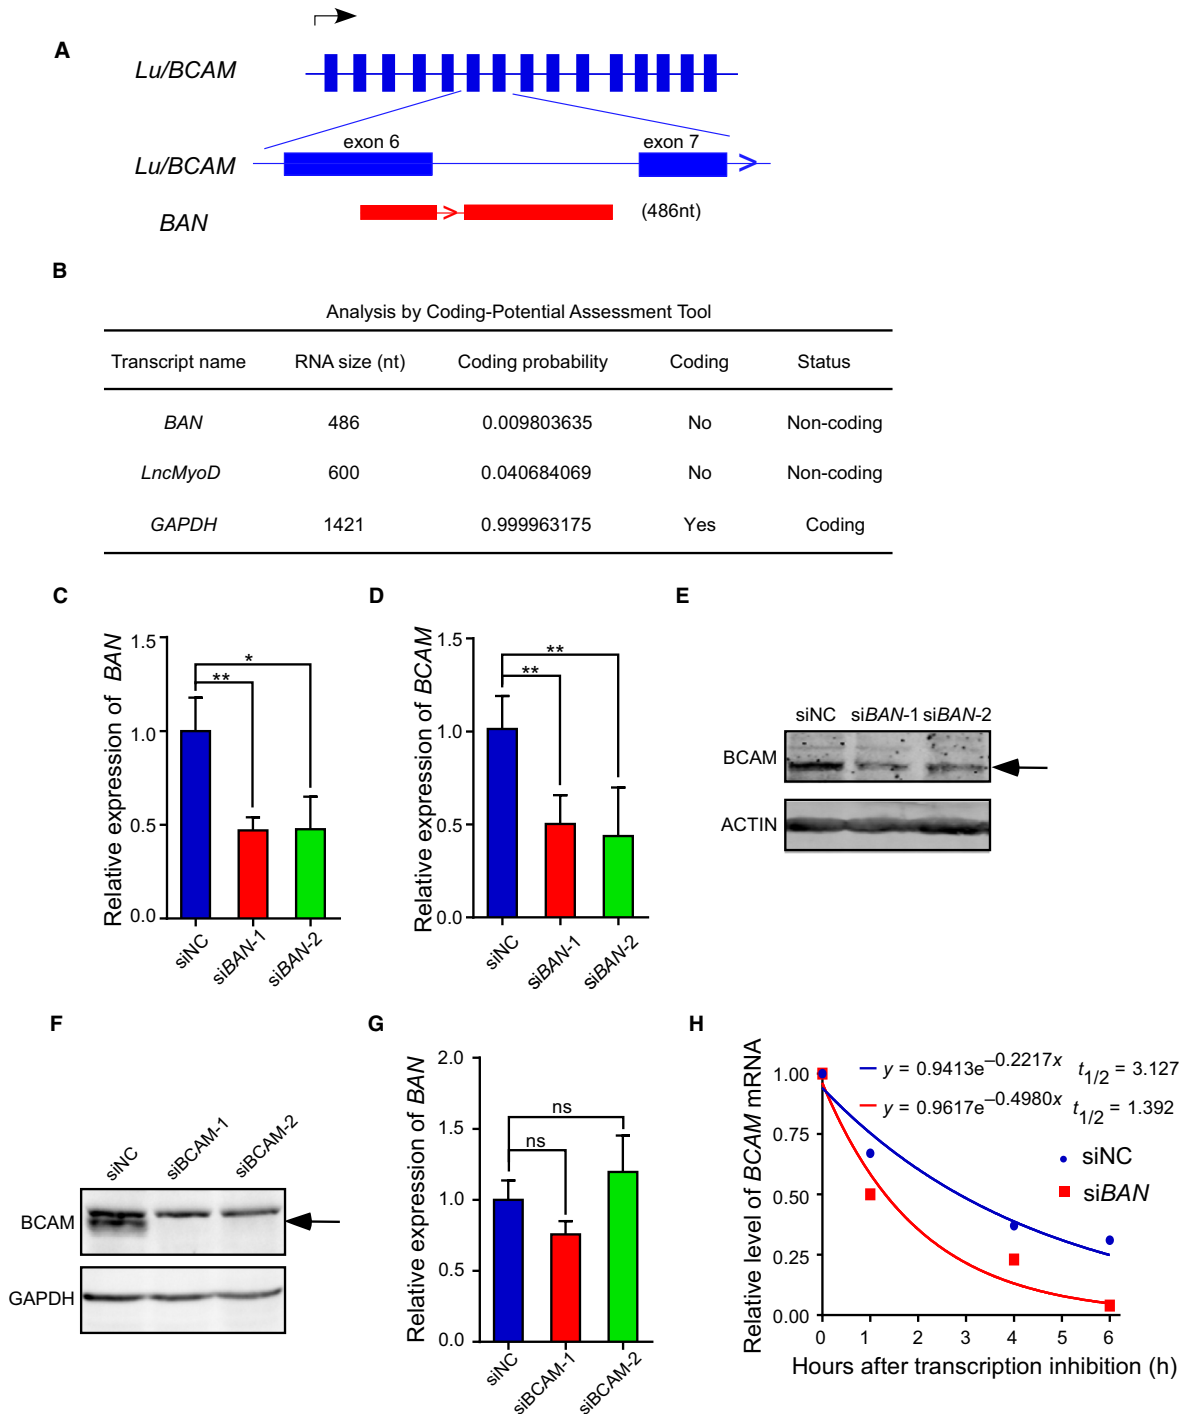 A
Lu/BCAM
exon 6
exon 7
Lu/BCAM
>
>
(486nt)
BAN
B
Analysis by Coding-Potential Assessment Tool
Transcript name RNA size (nt) Coding probability Coding Status
BAN 486 0.009803635 No Non-coding
LncMyoD 600 0.040684069 No Non-coding
GAPDH 1421 0.999963175 Yes Coding
C
Relative expression of BAN
1.5
1.0
0.5
0.0
*
**
siNC
siBAN-1
siBAN-2
D
Relative expression of BCAM
1.5
1.0
0.5
0.0
**
**
siNC
siBAN-1
siBAN-2
E
siNC siBAN-1 siBAN-2
BCAM
ACTIN
F
siNC
siBCAM-1
siBCAM-2
BCAM
GAPDH
G
Relative expression of BAN
2.0
1.5
1.0
0.5
0.0
ns
ns
siNC
siBCAM-1
siBCAM-2
H
Relative level of BCAM mRNA
1.00
0.75
0.50
0.25
0.00
y = 0.9413e–0.2217x t1/2 = 3.127
y = 0.9617e–0.4980x t1/2 = 1.392
siNC
siBAN
0 1 2 3 4 5 6
Hours after transcription inhibition (h)